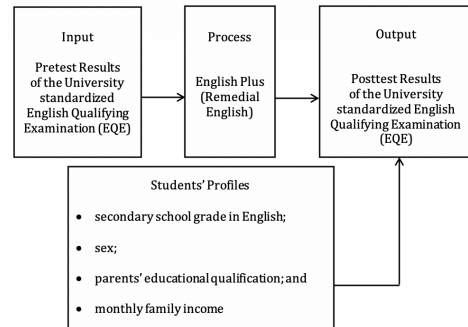 Input
Pretest Results
of the University
standardized
English Qualifying
Examination (EQE)
Process
English Plus
(Remedial
English)
Output
Posttest Results
of the University
standardized English
Qualifying Examination
(EQE)
Students’ Profiles
• secondary school grade in English;
• sex;
• parents’ educational qualification; and
• monthly family income